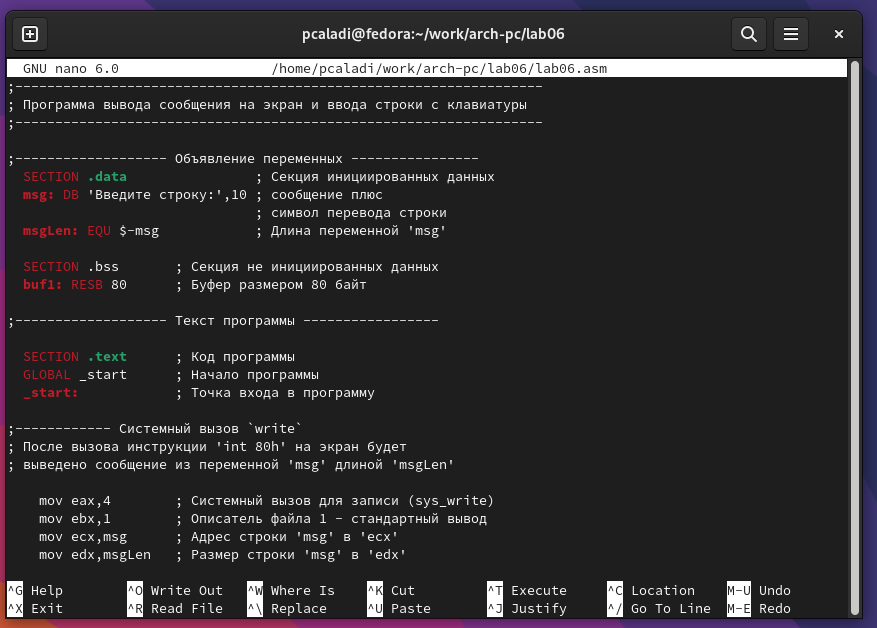 pcaladi@fedora:~/work/arch-pc/lab06
GNU nano 6.0 /home/pcaladi/work/arch-pc/lab06/lab06.asm
;------------------------------------------------------------------
; Программа вывода сообщения на экран и ввода строки с клавиатуры
;------------------------------------------------------------------
;------------------- Объявление переменных ----------------
SECTION .data ; Секция инициированных данных
msg: DB 'Введите строку:',10 ; сообщение плюс
; символ перевода строки
msgLen: EQU $-msg ; Длина переменной 'msg'
SECTION .bss ; Секция не инициированных данных
buf1: RESB 80 ; Буфер размером 80 байт
;------------------- Текст программы -----------------
SECTION .text ; Код программы
GLOBAL _start ; Начало программы
_start: ; Точка входа в программу
;------------ Системный вызов `write`
; После вызова инструкции 'int 80h' на экран будет
; выведено сообщение из переменной 'msg' длиной 'msgLen'
mov eax,4 ; Системный вызов для записи (sys_write)
mov ebx,1 ; Описатель файла 1 - стандартный вывод
mov ecx,msg ; Адрес строки 'msg' в 'ecx'
mov edx,msgLen ; Размер строки 'msg' в 'edx'
^G Help ^O Write Out ^W Where Is ^K Cut ^T Execute ^C Location M-U Undo
^X Exit ^R Read File ^\ Replace ^U Paste ^J Justify ^/ Go To Line M-E Redo